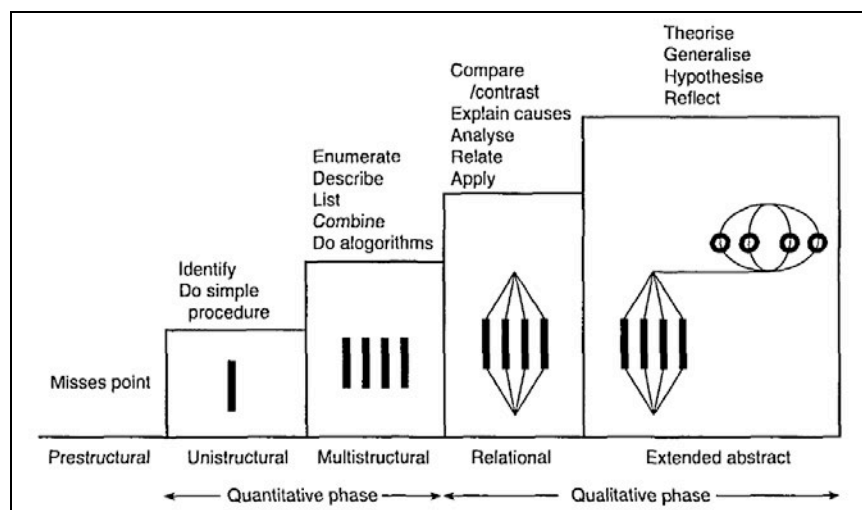 Misses point
Prestructural
Identify
Do simple
procedure
Unistructural
Enumerate
Describe
List
Combine
Do alogorithms
Multistructural
Compare
/contrast
Explain causes
Analyse
Relate
Apply
Relational
Theorise
Generalise
Hypothesise
Reflect
Extended abstract
Quantitative phase
Qualitative phase